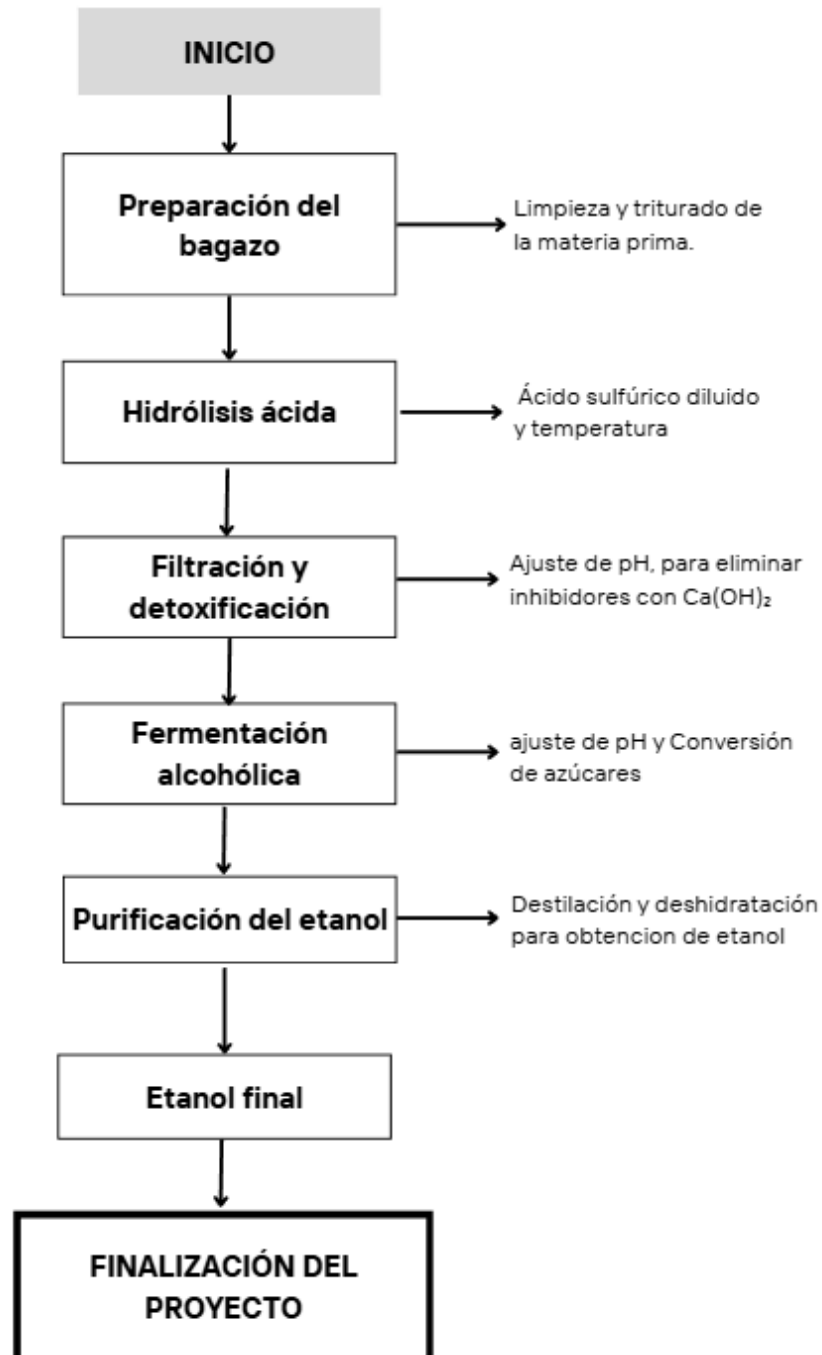 INICIO
Preparación del
bagazo
Limpieza y triturado de
la materia prima.
Hidrólisis ácida
Ácido sulfúrico diluido
y temperatura
Filtración y
detoxificación
Ajuste de pH, para eliminar
inhibidores con Ca(OH)₂
Fermentación
alcohólica
ajuste de pH y Conversión
de azúcares
Purificación del etanol
Destilación y deshidratación
para obtencion de etanol
Etanol final
FINALIZACIÓN DEL
PROYECTO